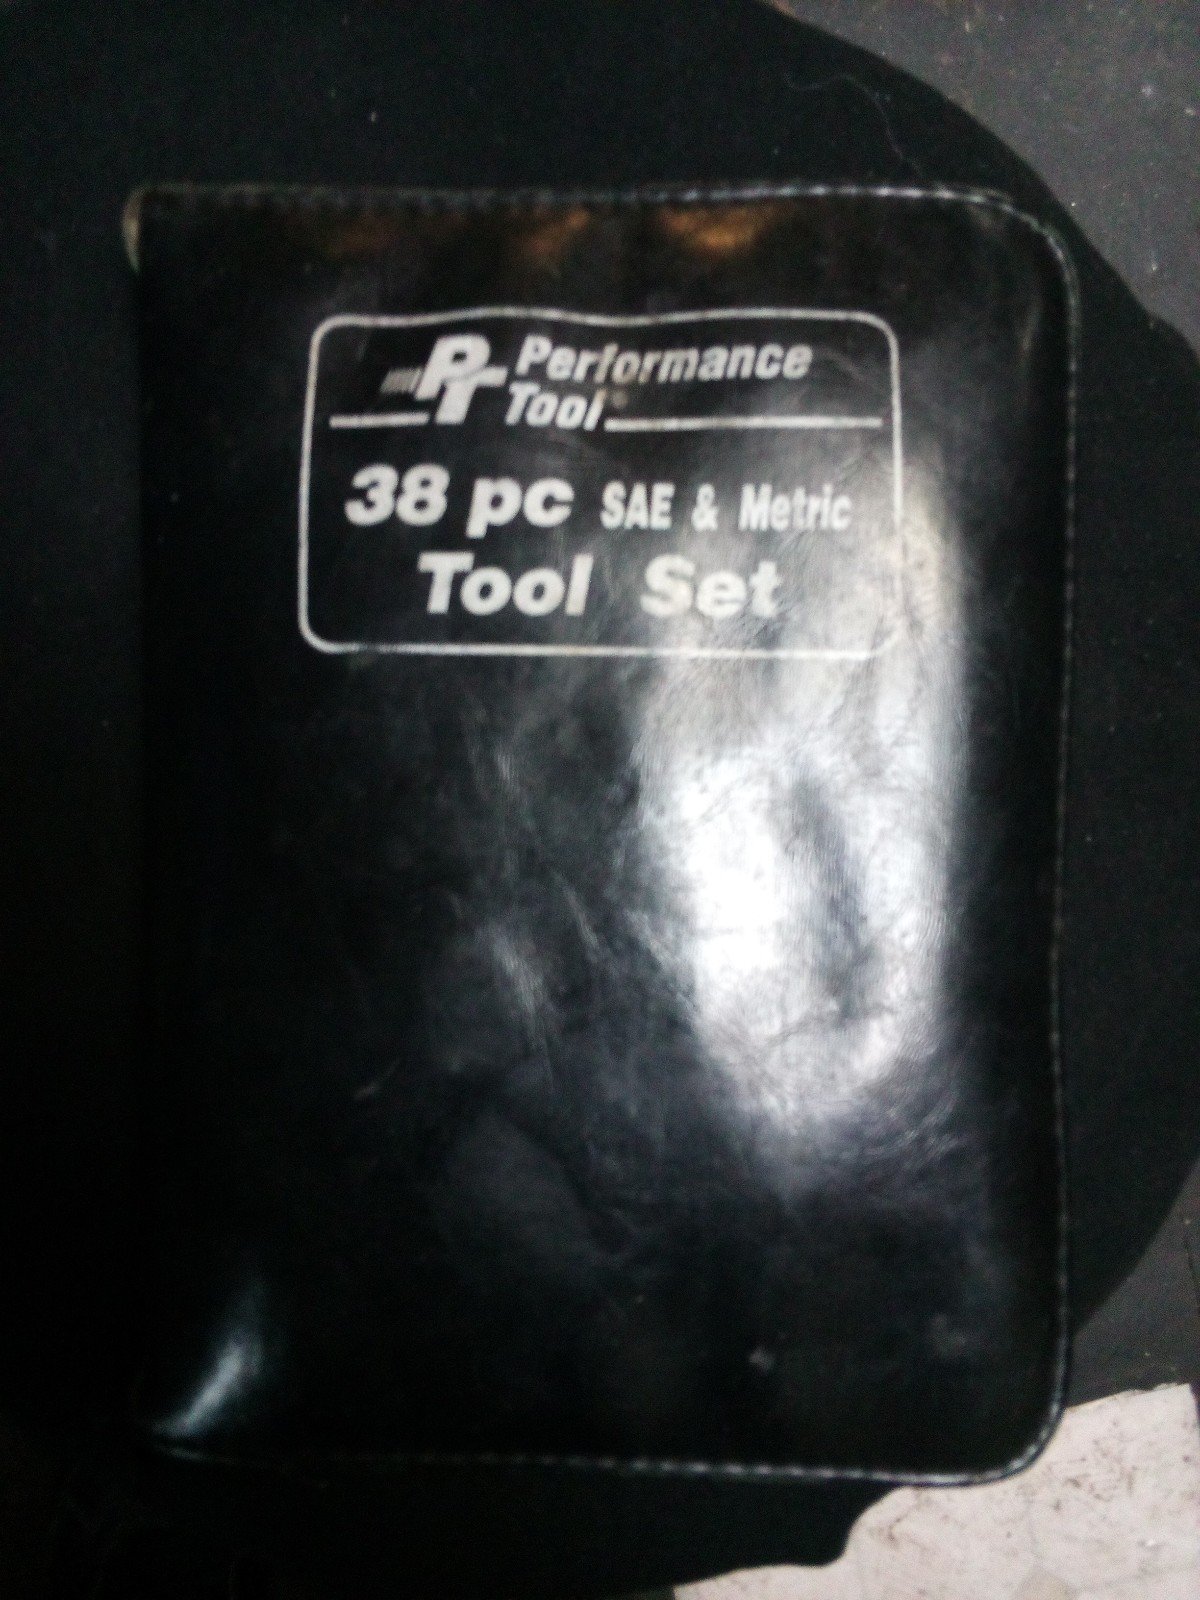 PT Performance
Tool
38 pc SAE & Metric
Tool Set